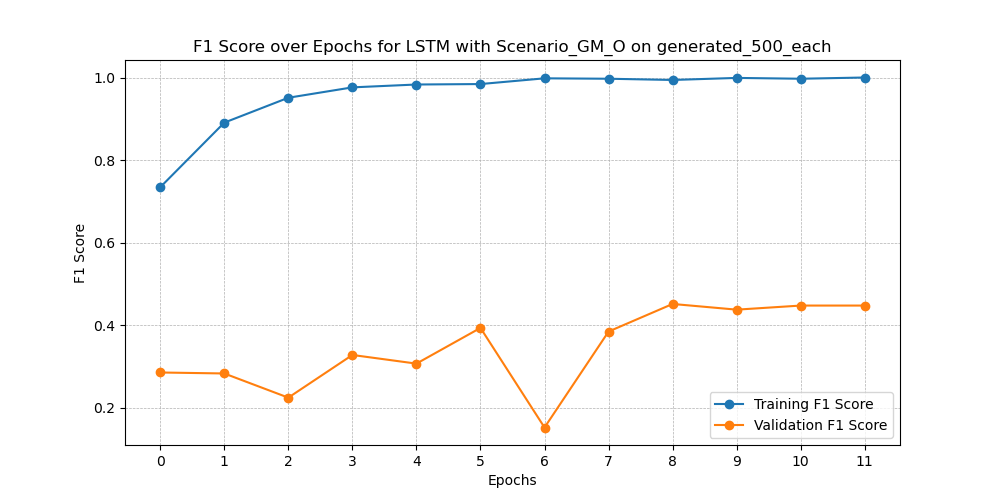 F1 Score over Epochs for LSTM with Scenario_GM_O on generated_500_each
1.0
0.8
0.6
0.4
0.2
F1 Score
Training F1 Score
Validation F1 Score
0 1 2 3 4 5 6 7 8 9 10 11
Epochs